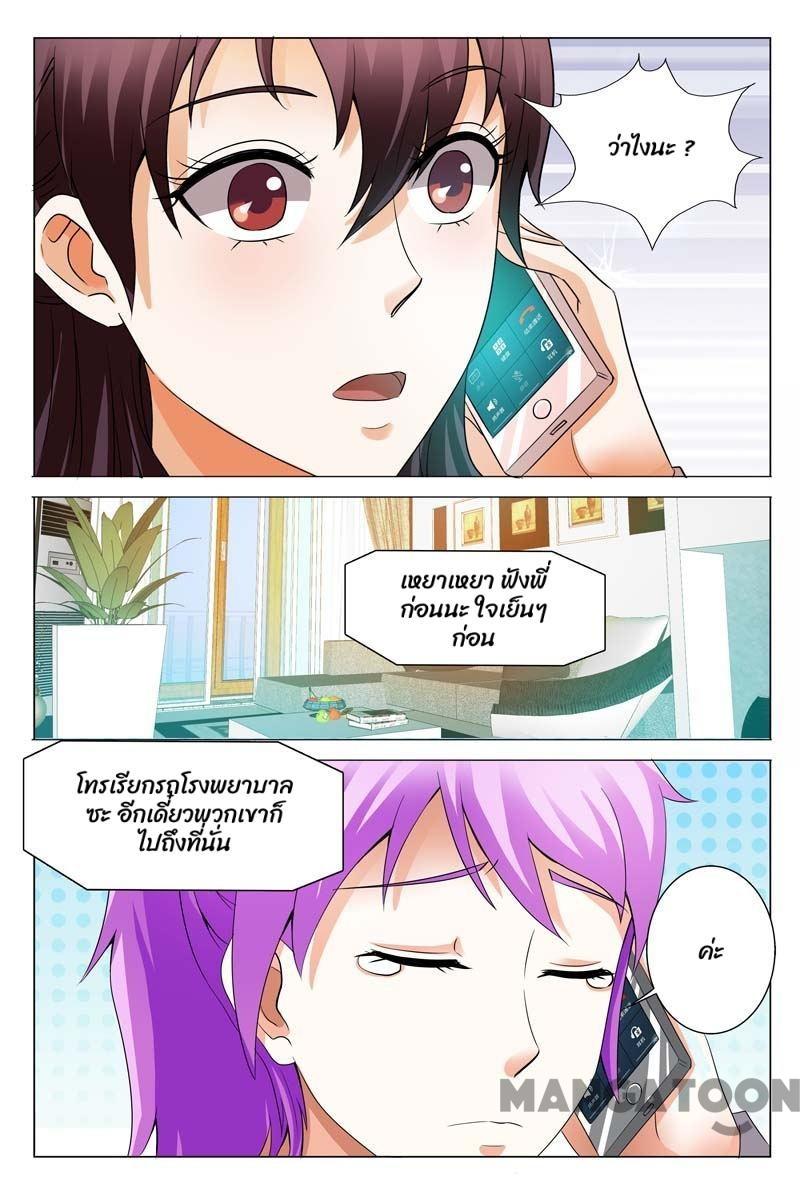 ว่าไงนะ ?
เหยาเหยา ฟังพี่
ก่อนนะ ใจเย็นๆ
ก่อน
โทรเรียกรถโรงพยาบาล
ซะ อีกเดี๋ยวพวกเขาก็
ไปถึงที่นั่น
ค่ะ
MANGATOON